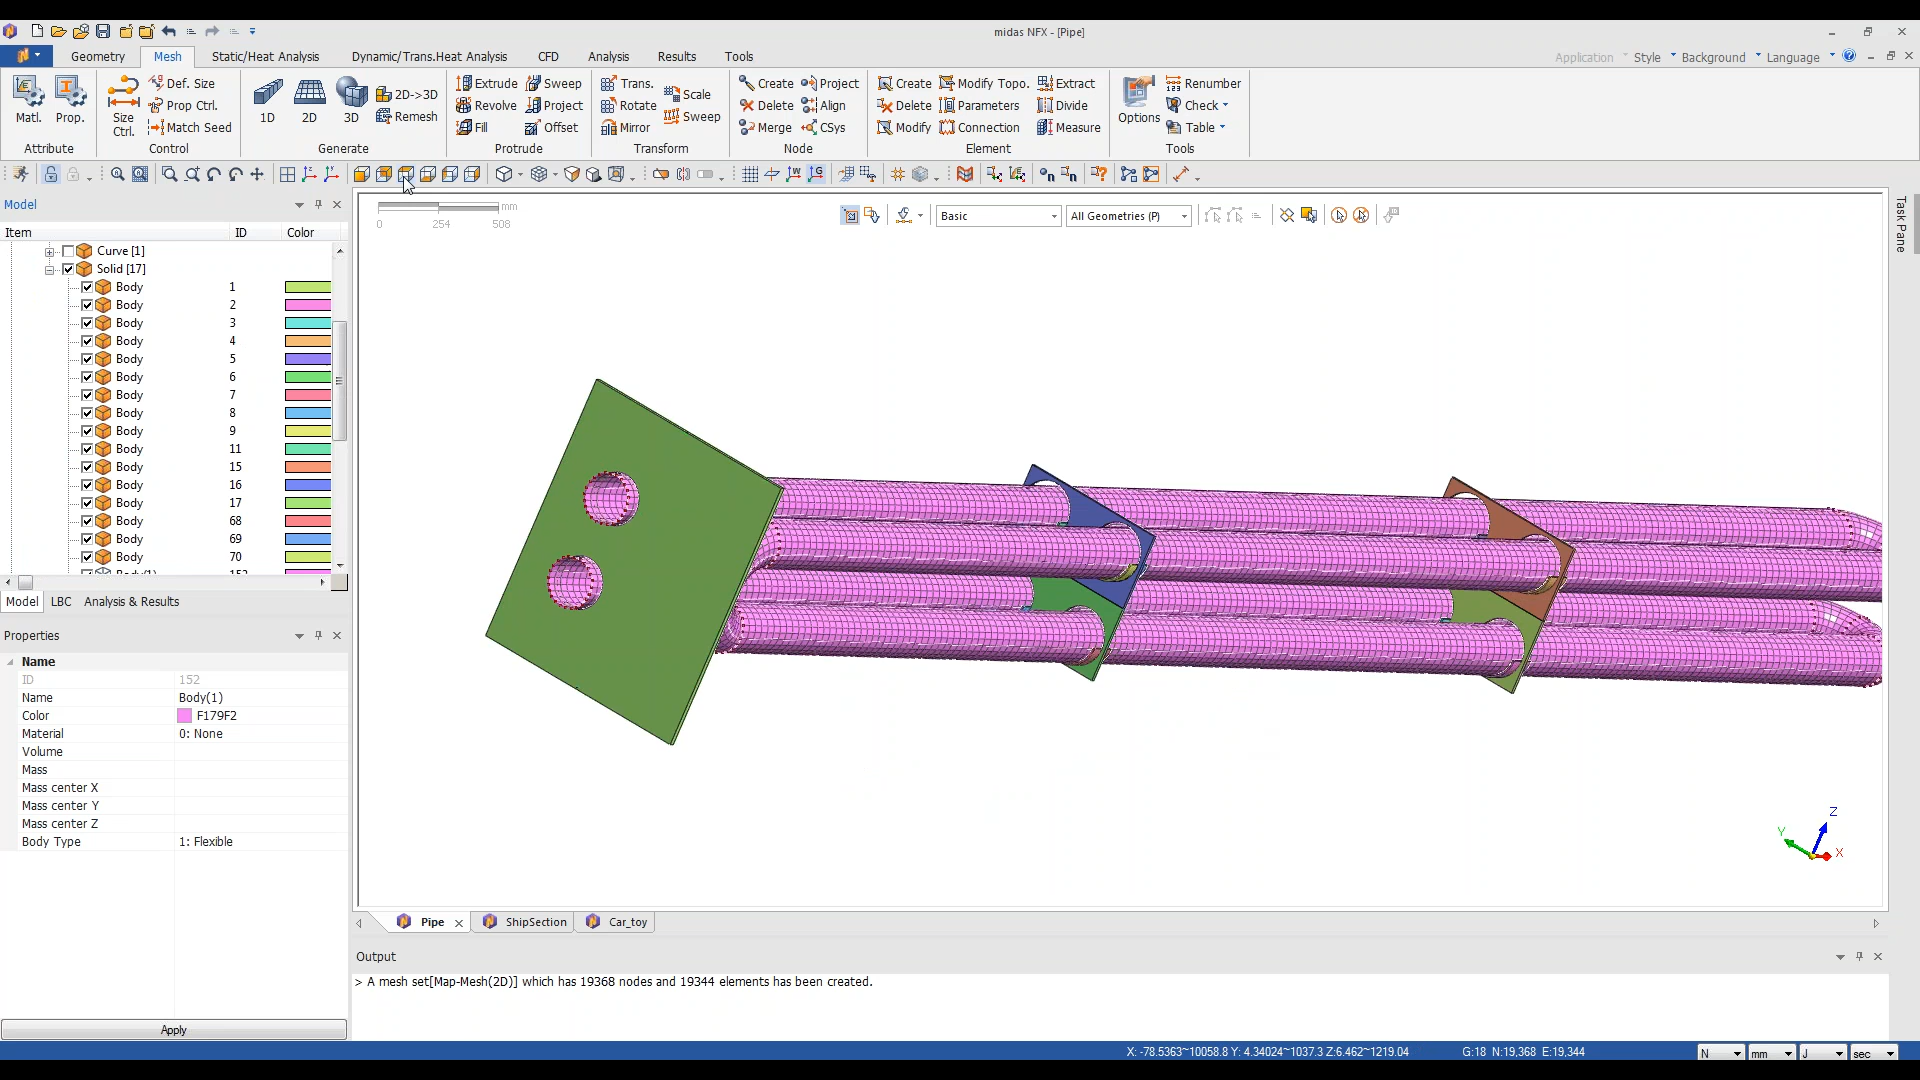 midas NFX - [Pipe]
Geometry Mesh Static/Heat Analysis Dynamic/Trans.Heat Analysis CFD Analysis Results Tools
Application Style Background Language
Matl. Prop.
Attribute
Size Ctrl.
Def. Size
Prop Ctrl.
Match Seed
Control
1D 2D 3D
2D->3D
Remesh
Generate
Extrude Sweep
Revolve Project
Fill Offset
Protrude
Trans.
Rotate
Mirror
Scale
Sweep
Transform
Create Project
Delete Align
Merge CSys
Node
Create Modify Topo. Extract
Delete Parameters Divide
Modify Connection Measure
Element
Options
Renumber
Check
Table
Tools
Model
Item ID Color
Curve [1]
Solid [17]
Body 1
Body 2
Body 3
Body 4
Body 5
Body 6
Body 7
Body 8
Body 9
Body 11
Body 15
Body 16
Body 17
Body 68
Body 69
Body 70
Body(1) 152
Model LBC Analysis & Results
Properties
Name
ID 152
Name Body(1)
Color F179F2
Material 0: None
Volume
Mass
Mass center X
Mass center Y
Mass center Z
Body Type 1: Flexible
Apply
mm
0 254 508
Basic All Geometries (P)
Task Pane
Z
Y
X
Pipe ShipSection Car_toy
Output
> A mesh set[Map-Mesh(2D)] which has 19368 nodes and 19344 elements has been created.
X: -78.5363~10058.8 Y: 4.34024~1037.3 Z:6.462~1219.04 G:18 N:19,368 E:19,344 N mm J sec